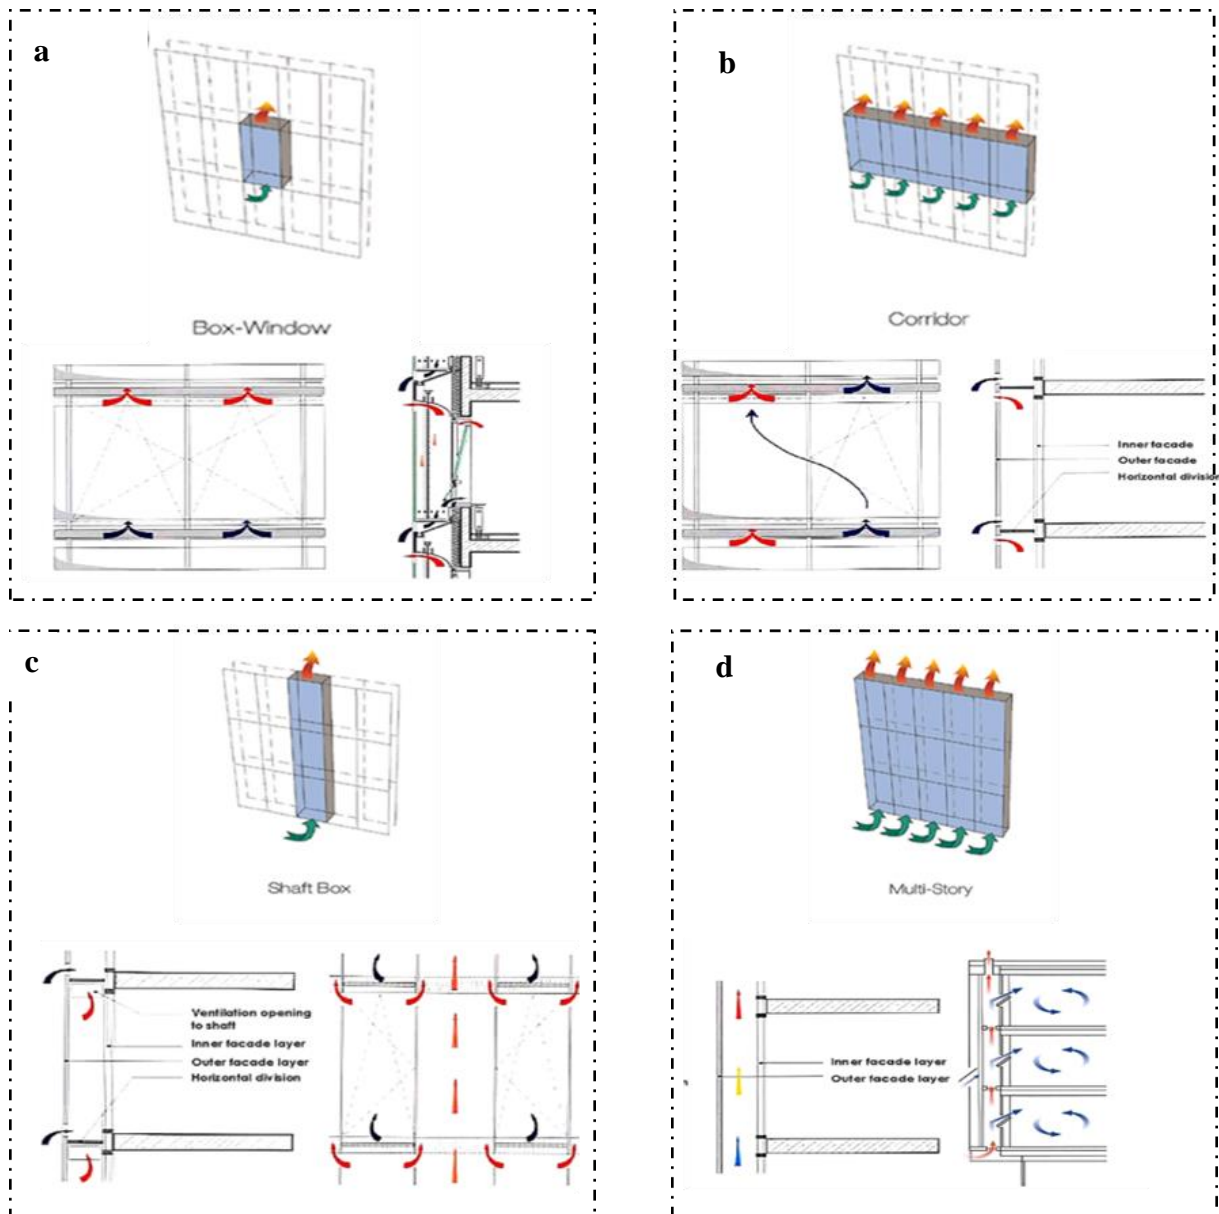 a
Box-Window
b
Corridor
Inner facade
Outer facade
Horizontal division
c
Shaft Box
Ventilation opening
to shaft
Inner facade layer
Outer facade layer
Horizontal division
d
Multi-Story
Inner facade layer
Outer facade layer